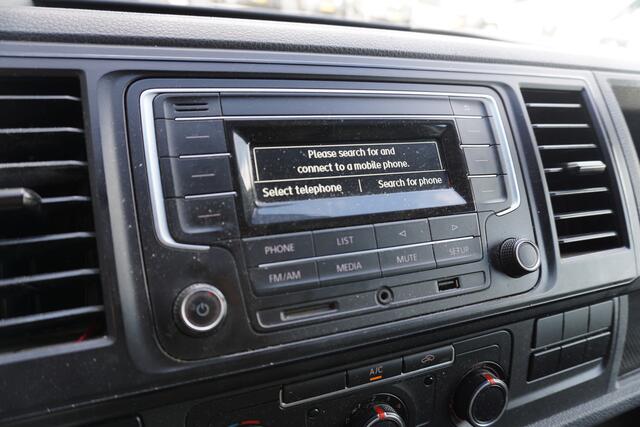 Please search for and
connect to a mobile phone.
Select telephone Search for phone
PHONE LIST
FM/AM MEDIA MUTE SETUP
A/C